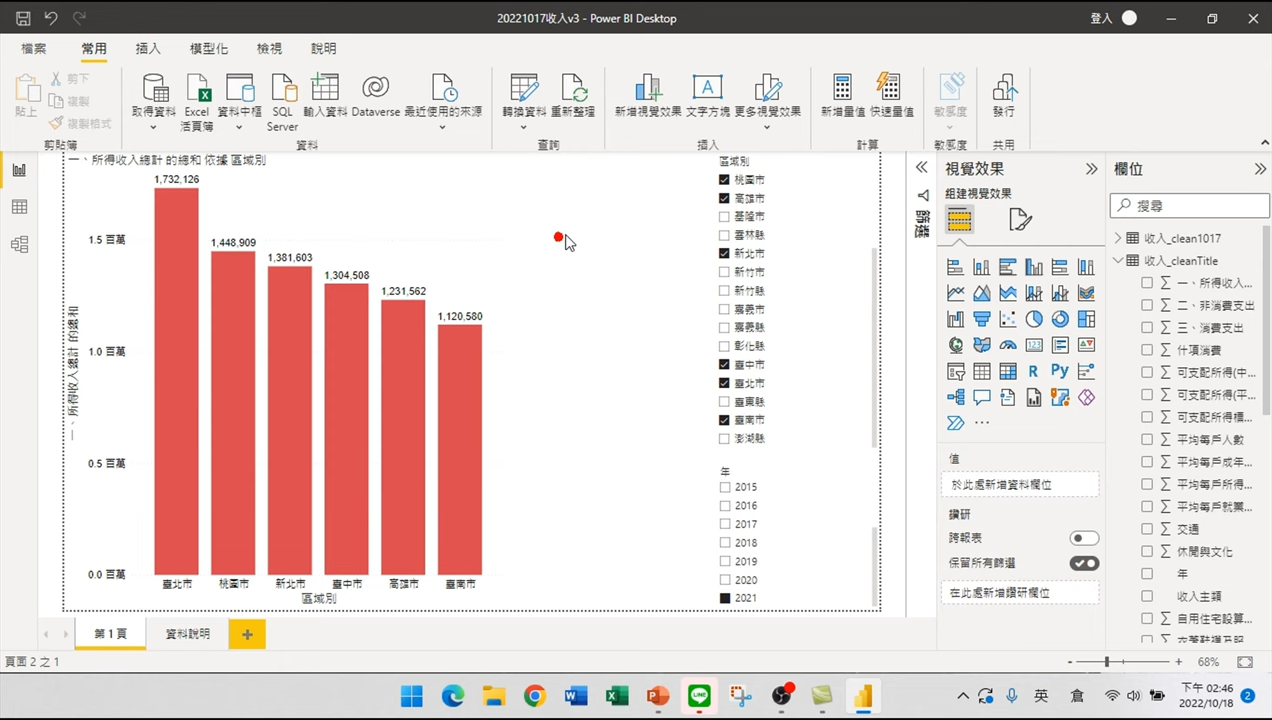 20221017收入v3 - Power BI Desktop
登入
檔案
常用
插入
模型化
檢視
說明
貼上
剪下
複製
複製格式
剪貼簿
取得資料
Excel
活頁簿
資料中樞
SQL
Server
輸入資料
Dataverse
最近使用的來源
資料
轉換資料
重新整理
查詢
新增視覺效果
文字方塊
更多視覺效果
插入
新增量值
快速量值
計算
敏感度
敏感度
發行
共用
一、所得收入總計 的總和 依據 區域別
一、所得收入總計 的總和
1.5 百萬
1.0 百萬
0.5 百萬
0.0 百萬
1,732,126
1,448,909
1,381,603
1,304,508
1,231,562
1,120,580
臺北市
桃園市
新北市
臺中市
高雄市
臺南市
區域別
區域別
桃園市
高雄市
基隆市
雲林縣
新北市
新竹市
新竹縣
嘉義市
嘉義縣
彰化縣
臺中市
臺北市
臺東縣
臺南市
澎湖縣
年
2015
2016
2017
2018
2019
2020
2021
篩選
視覺效果
組建視覺效果
123
R
Py
值
於此處新增資料欄位
鑽研
跨報表
保留所有篩選
在此處新增鑽研欄位
欄位
搜尋
收入_clean1017
收入_cleanTitle
一、所得收入...
二、非消費支出
三、消費支出
什項消費
可支配所得(中...
可支配所得(平...
可支配所得標...
平均每戶人數
平均每戶成年...
平均每戶所得...
平均每戶就業...
交通
休閒與文化
年
收入主類
自用住宅設算...
第 1 頁
資料說明
頁面 2 之 1
68%
英
倉
下午 02:46
2022/10/18
2